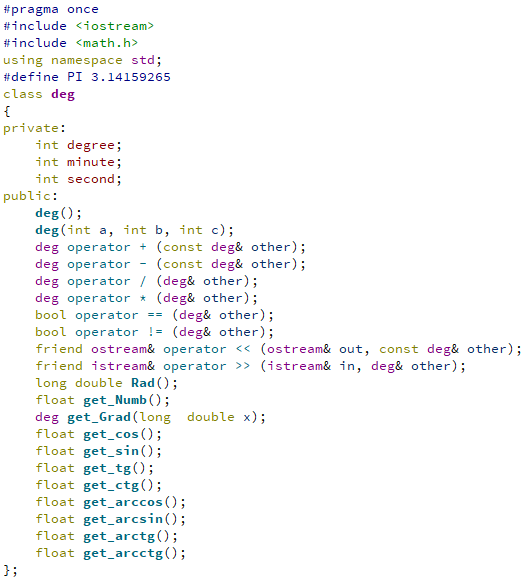 #pragma once
#include <iostream>
#include <math.h>
using namespace std;
#define PI 3.14159265
class deg
{
private:
    int degree;
    int minute;
    int second;
public:
    deg();
    deg(int a, int b, int c);
    deg operator + (const deg& other);
    deg operator - (const deg& other);
    deg operator / (deg& other);
    deg operator * (deg& other);
    bool operator == (deg& other);
    bool operator != (deg& other);
    friend ostream& operator << (ostream& out, const deg& other);
    friend istream& operator >> (istream& in, deg& other);
    long double Rad();
    float get_Numb();
    deg get_Grad(long  double x);
    float get_cos();
    float get_sin();
    float get_tg();
    float get_ctg();
    float get_arccos();
    float get_arcsin();
    float get_arctg();
    float get_arcctg();
};